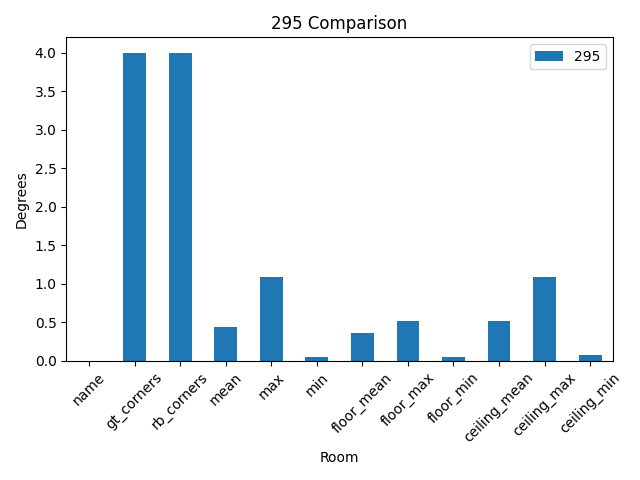 295 Comparison
295
Degrees
4.0
3.5
3.0
2.5
2.0
1.5
1.0
0.5
0.0
name
gt_corners
rb_corners
mean
max
min
floor_mean
floor_max
floor_min
ceiling_mean
ceiling_max
ceiling_min
Room